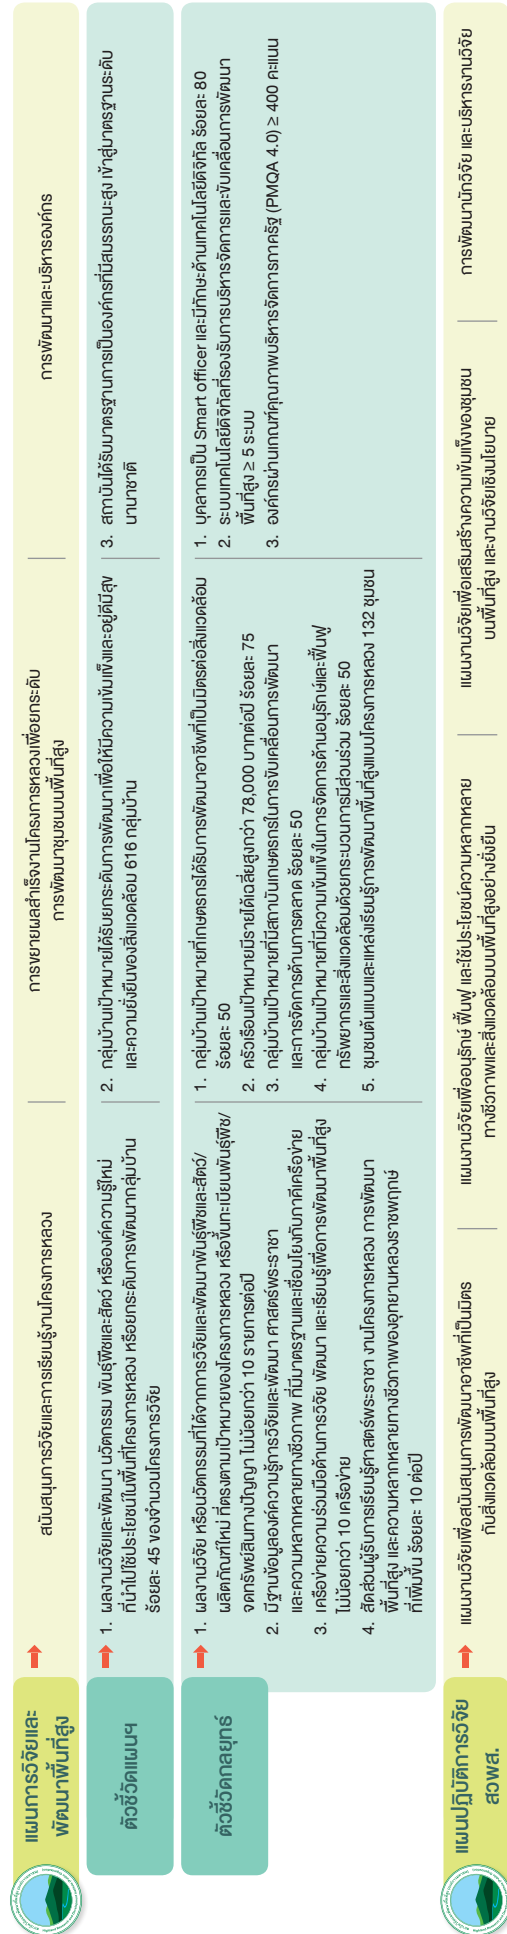 แผนการวิจัยและ
พัฒนาพื้นที่สูง
สนับสนุนการวิจัยและการเรียนรู้งานโครงการหลวง
การขยายผลสำเร็จงานโครงการหลวงเพื่อยกระดับ
การพัฒนาชุมชนบนพื้นที่สูง
การพัฒนาและบริหารองค์กร
ตัวชี้วัดแผนฯ
1. ผลงานวิจัยและพัฒนา นวัตกรรม พันธุ์พืชและสัตว์ หรือองค์ความรู้ใหม่
ที่นำไปใช้ประโยชน์ในพื้นที่โครงการหลวง หรือยกระดับการพัฒนากลุ่มบ้าน
ร้อยละ 45 ของจำนวนโครงการวิจัย
2. กลุ่มบ้านเป้าหมายได้รับยกระดับการพัฒนาเพื่อให้มีความเข้มแข็งและอยู่ดีมีสุข
และความยั่งยืนของสิ่งแวดล้อม 616 กลุ่มบ้าน
3. สถาบันได้รับมาตรฐานการเป็นองค์กรที่มีสมรรถนะสูง เข้าสู่มาตรฐานระดับ
นานาชาติ
ตัวชี้วัดกลยุทธ์
1. ผลงานวิจัย หรือนวัตกรรมที่ได้จากการวิจัยและพัฒนาพันธุ์พืชและสัตว์/
ผลิตภัณฑ์ใหม่ ที่ตรงตามเป้าหมายของโครงการหลวง หรือขึ้นทะเบียนพันธุ์พืช/
จดทรัพย์สินทางปัญญา ไม่น้อยกว่า 10 รายการต่อปี
2. มีฐานข้อมูลองค์ความรู้การวิจัยและพัฒนา ศาสตร์พระราชา
และความหลากหลายทางชีวภาพ ที่มีมาตรฐานและเชื่อมโยงกับภาคีเครือข่าย
3. เครือข่ายความร่วมมือด้านการวิจัย พัฒนา และเรียนรู้เพื่อการพัฒนาพื้นที่สูง
ไม่น้อยกว่า 10 เครือข่าย
4. สัดส่วนผู้รับการเรียนรู้ศาสตร์พระราชา งานโครงการหลวง การพัฒนา
พื้นที่สูง และความหลากหลายทางชีวภาพของอุทยานหลวงราชพฤกษ์
ที่เพิ่มขึ้น ร้อยละ 10 ต่อปี
1. กลุ่มบ้านเป้าหมายที่เกษตรกรได้รับการพัฒนาอาชีพที่เป็นมิตรต่อสิ่งแวดล้อม
ร้อยละ 50
2. ครัวเรือนเป้าหมายมีรายได้เฉลี่ยสูงกว่า 78,000 บาทต่อปี ร้อยละ 75
3. กลุ่มบ้านเป้าหมายที่มีสถาบันเกษตรกรในการขับเคลื่อนการพัฒนา
และการจัดการด้านการตลาด ร้อยละ 50
4. กลุ่มบ้านเป้าหมายที่มีความเข้มแข็งในการจัดการด้านอนุรักษ์และฟื้นฟู
ทรัพยากรและสิ่งแวดล้อมด้วยกระบวนการมีส่วนร่วม ร้อยละ 50
5. ชุมชนต้นแบบและแหล่งเรียนรู้การพัฒนาพื้นที่สูงแบบโครงการหลวง 132 ชุมชน
1. บุคลากรเป็น Smart officer และมีทักษะด้านเทคโนโลยีดิจิทัล ร้อยละ 80
2. ระบบเทคโนโลยีดิจิทัลที่รองรับการบริหารจัดการและขับเคลื่อนการพัฒนา
พื้นที่สูง ≥ 5 ระบบ
3. องค์กรผ่านเกณฑ์คุณภาพบริหารจัดการภาครัฐ (PMQA 4.0) ≥ 400 คะแนน
แผนปฏิบัติการวิจัย
สวพส.
แผนงานวิจัยเพื่อสนับสนุนการพัฒนาอาชีพที่เป็นมิตร
กับสิ่งแวดล้อมบนพื้นที่สูง
แผนงานวิจัยเพื่ออนุรักษ์ ฟื้นฟู และใช้ประโยชน์ความหลากหลาย
ทางชีวภาพและสิ่งแวดล้อมบนพื้นที่สูงอย่างยั่งยืน
แผนงานวิจัยเพื่อเสริมสร้างความเข้มแข็งของชุมชน
บนพื้นที่สูง และงานวิจัยเชิงนโยบาย
การพัฒนานักวิจัย และบริหารงานวิจัย